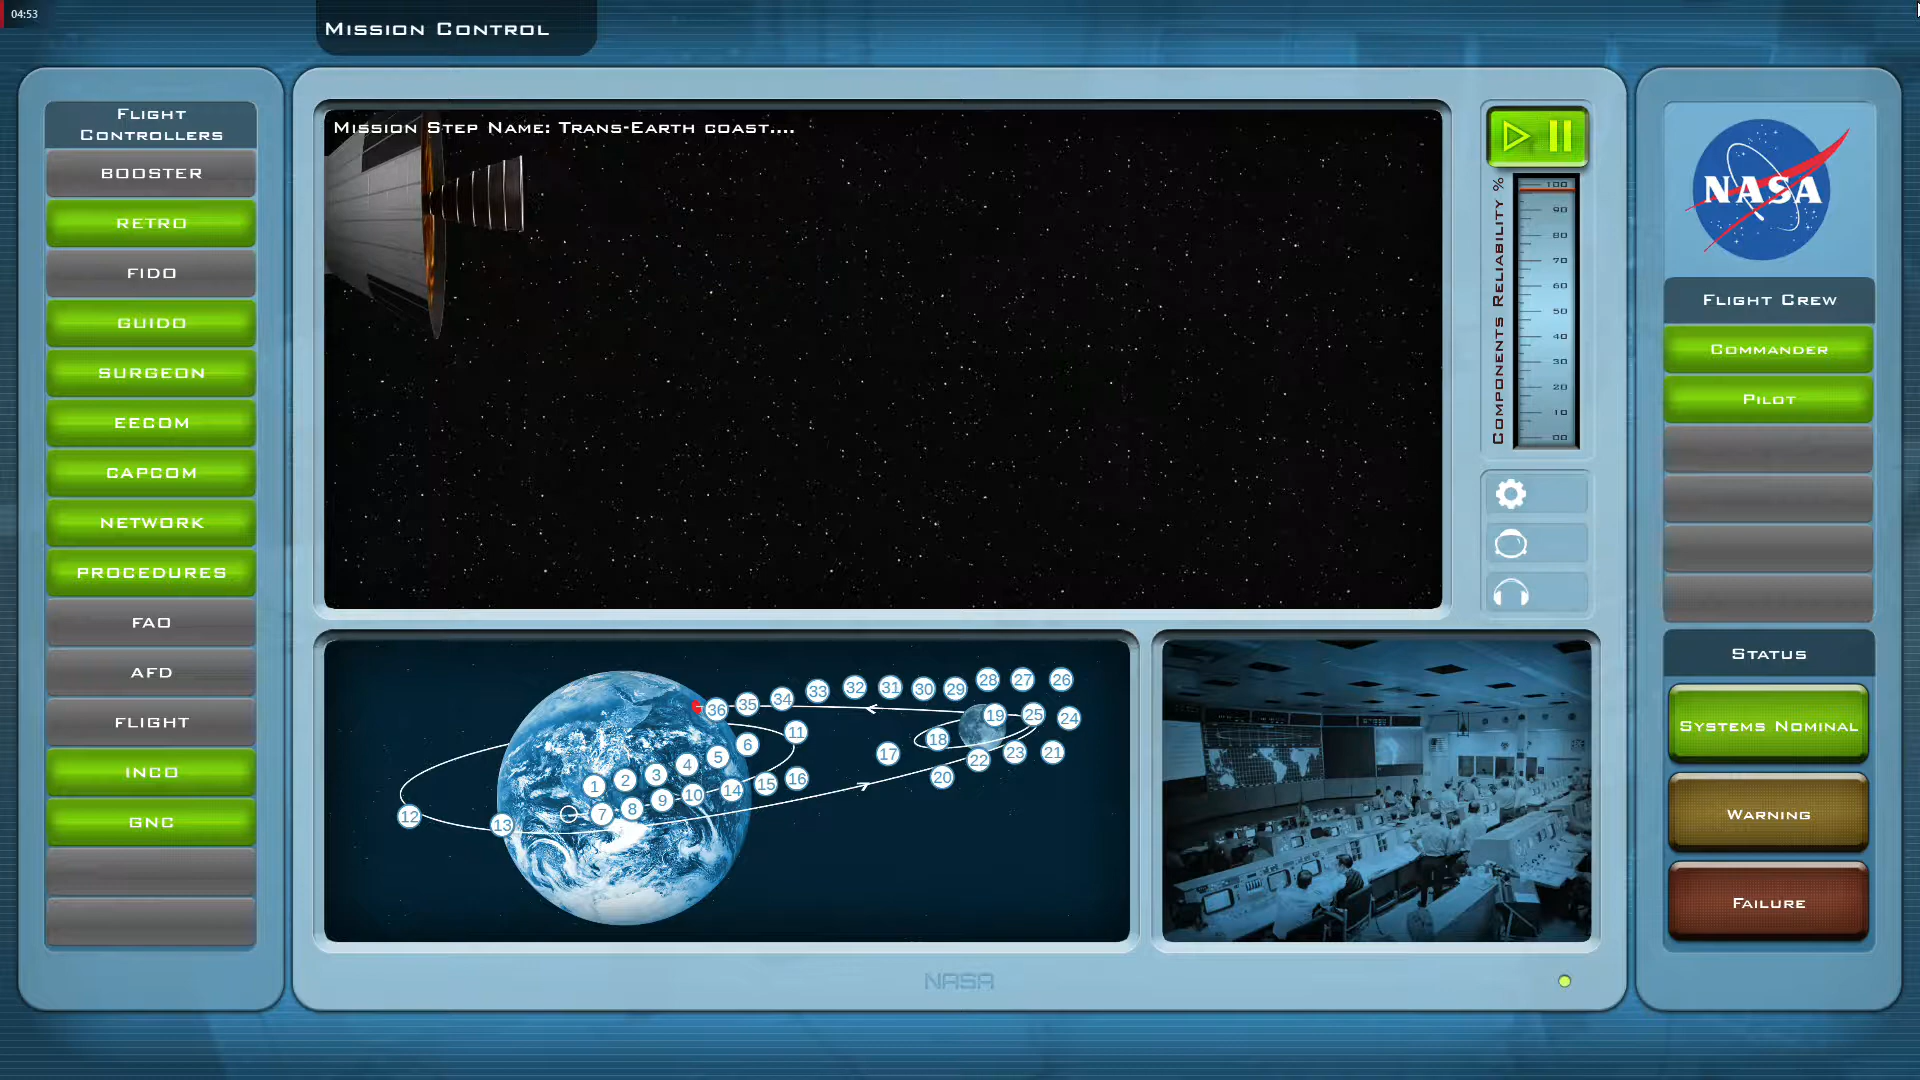 04:53
Mission Control
Flight
Controllers
BOOSTER
RETRO
FIDO
GUIDO
SURGEON
EECOM
CAPCOM
NETWORK
PROCEDURES
FAO
AFD
FLIGHT
INCO
GNC
Mission Step Name: Trans-Earth coast....
Components Reliability %
100
90
80
70
60
50
40
30
20
10
00
NASA
Flight Crew
Commander
Pilot
Status
Systems Nominal
Warning
Failure
1
2
3
4
5
6
7
8
9
10
11
12
13
14
15
16
17
18
19
20
21
22
23
24
25
26
27
28
29
30
31
32
33
34
35
36
NASA